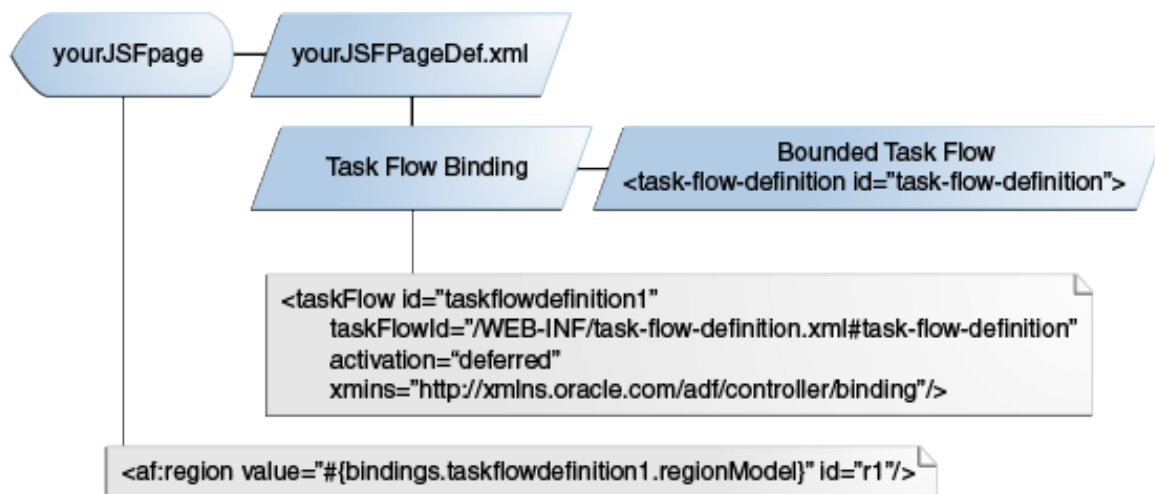 yourJSFpage
yourJSFPageDef.xml
Task Flow Binding
Bounded Task Flow
<task-flow-definition id="task-flow-definition”>
<taskFlow id=”taskflowdefinition1"
taskFlowId=”/WEB-INF/task-flow-definition.xml#task-flow-definition”
activation=“deferred”
xmins=”http://xmlns.oracle.com/adf/controller/binding”/>
<af:region value="#{bindings.taskflowdefinition1.regionModel}” id=”r1”/>